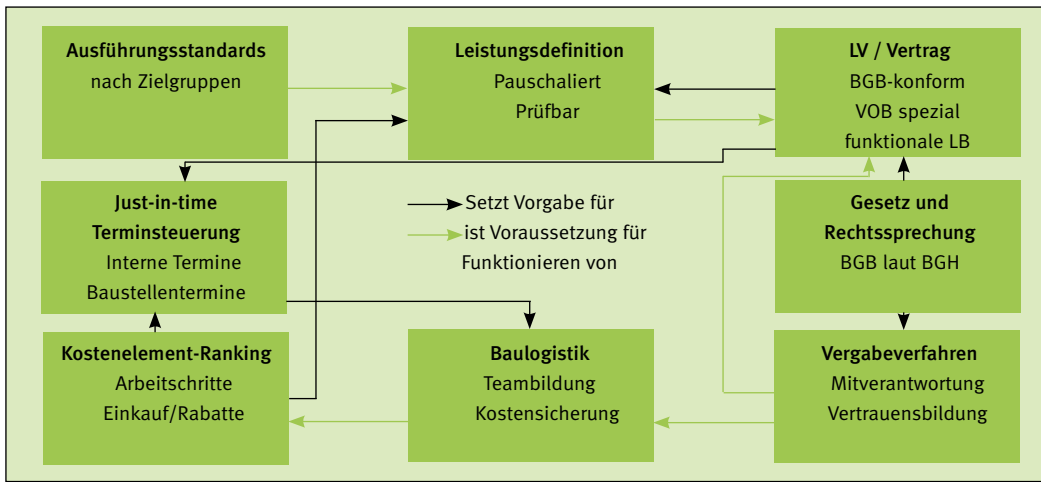 Ausführungsstandards
nach Zielgruppen
Leistungsdefinition
Pauschaliert
Prüfbar
LV / Vertrag
BGB-konform
VOB spezial
funktionale LB
Just-in-time
Terminsteuerung
Interne Termine
Baustellentermine
Setzt Vorgabe für
ist Voraussetzung für
Funktionieren von
Gesetz und
Rechtssprechung
BGB laut BGH
Kostenelement-Ranking
Arbeitschritte
Einkauf/Rabatte
Baulogistik
Teambildung
Kostensicherung
Vergabeverfahren
Mitverantwortung
Vertrauensbildung